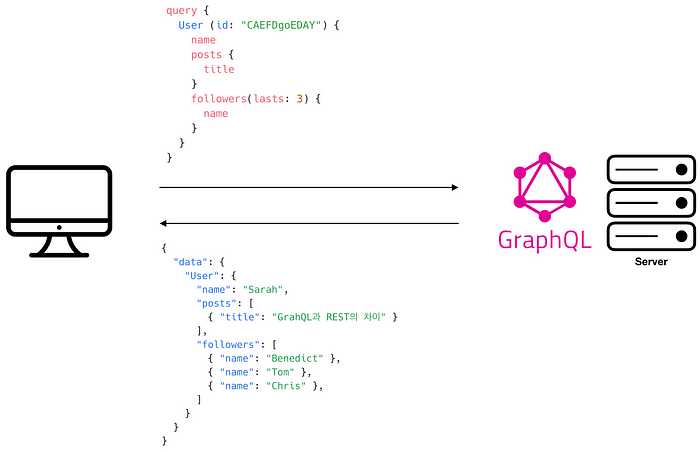 query {
  User (id: "CAEFDgoEDAY") {
    name
    posts {
      title
    }
    followers(lasts: 3) {
      name
    }
  }
}
GraphQL
Server
{
  "data": {
    "User": {
      "name": "Sarah",
      "posts": [
        { "title": "GrahQL과 REST의 차이" }
      ],
      "followers": [
        { "name": "Benedict" },
        { "name": "Tom" },
        { "name": "Chris" },
      ]
    }
  }
}